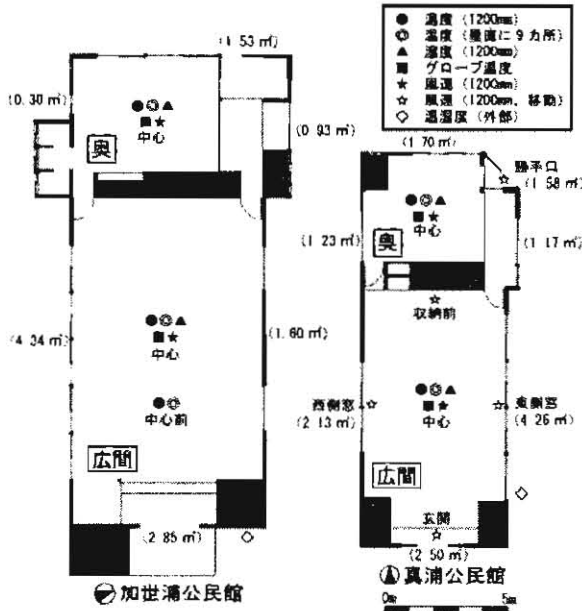 ● 温度 (1200mm)
◎ 温度 (壁面に9カ所)
▲ 湿度 (1200mm)
■ グローブ温度
★ 風速 (1200mm)
☆ 風速 (1200mm, 移動)
◇ 温湿度 (外部)
(1.53 ㎡)
(0.30 ㎡)
●◎▲
■★
中心
奥
(0.93 ㎡)
●◎▲
■★
中心
(4.34 ㎡)
(1.60 ㎡)
●◎
中心前
広間
(2.85 ㎡)
◇
加世浦公民館
(1.70 ㎡)
勝手口
☆
(1.58 ㎡)
●◎▲
■★
中心
奥
(1.23 ㎡)
(1.17 ㎡)
☆
収納前
西側窓
☆
(2.13 ㎡)
●◎▲
■★
中心
☆
東側窓
(4.26 ㎡)
広間
◇
玄関
☆
(2.50 ㎡)
真浦公民館
0m 5m